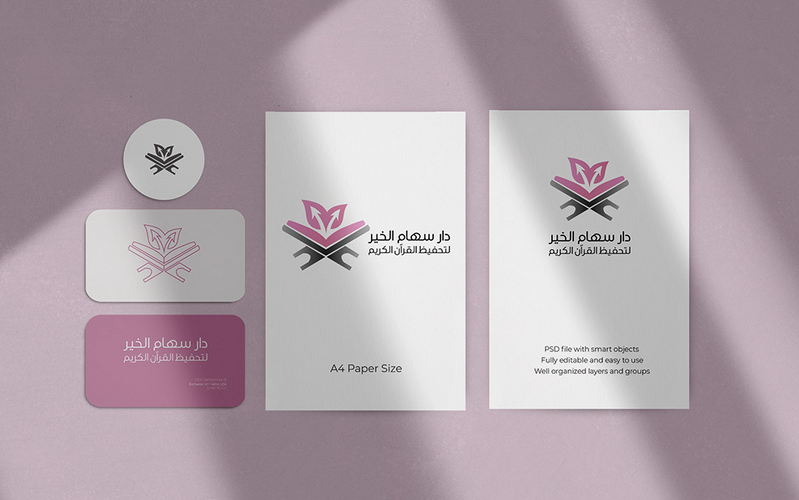 دار سهام الخير
لتحفيظ القرآن الكريم
دار سهام الخير
لتحفيظ القرآن الكريم
A4 Paper Size
دار سهام الخير
لتحفيظ القرآن الكريم
PSD file with smart objects
Fully editable and easy to use
Well organized layers and groups